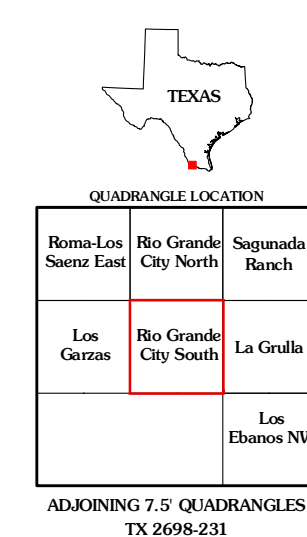 TEXAS
QUADRANGLE LOCATION
Roma-Los Saenz East
Rio Grande City North
Sagunada Ranch
Los Garzas
Rio Grande City South
La Grulla
Los Ebanos NW
ADJOINING 7.5' QUADRANGLES
TX 2698-231